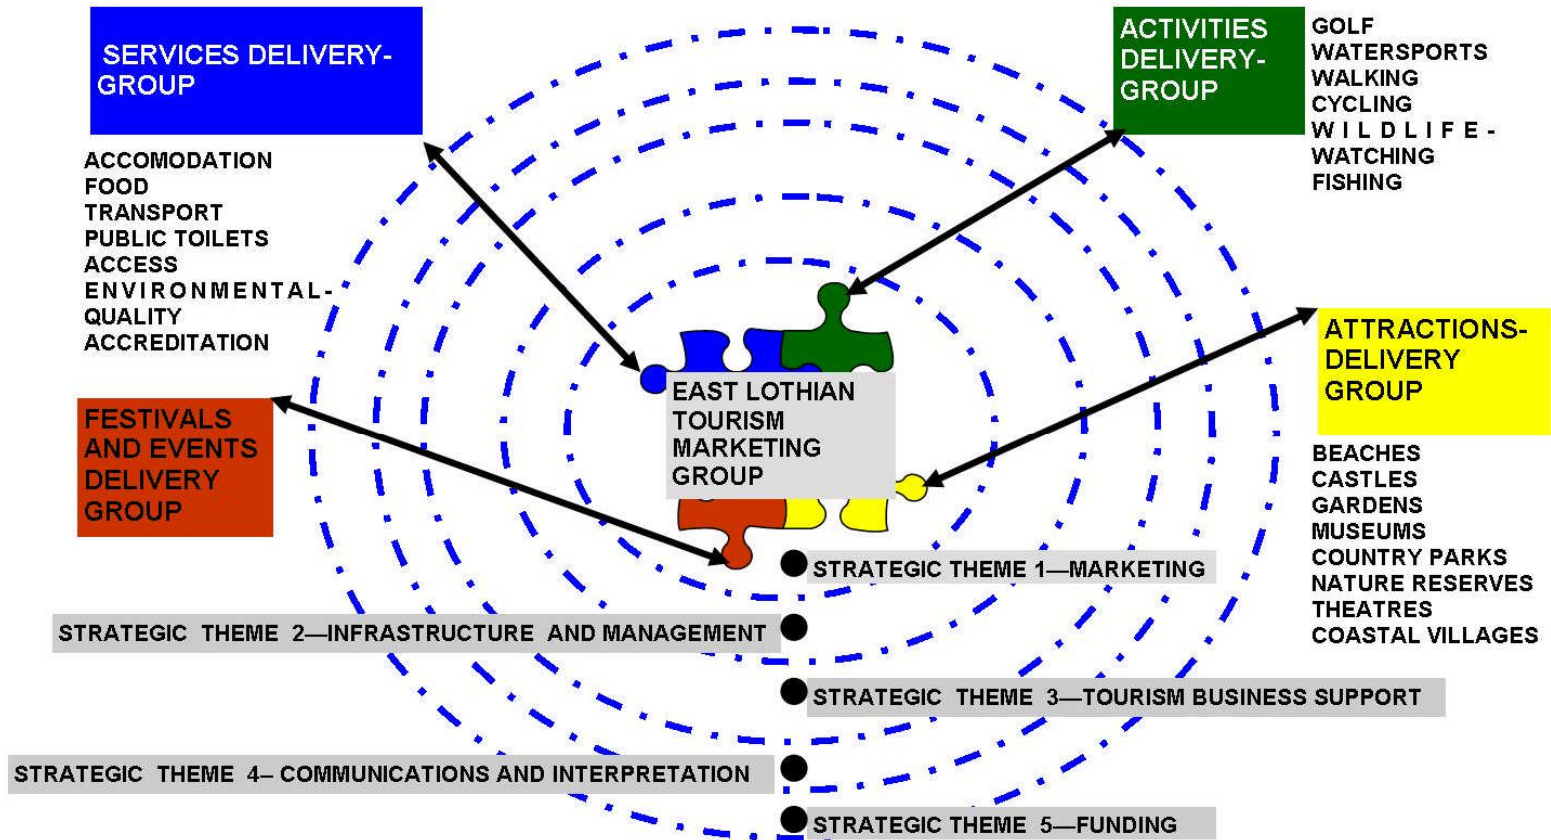 SERVICES DELIVERY-
GROUP
ACCOMODATION
FOOD
TRANSPORT
PUBLIC TOILETS
ACCESS
ENVIRONMENTAL-
QUALITY
ACCREDITATION
ACTIVITIES
DELIVERY-
GROUP
GOLF
WATERSPORTS
WALKING
CYCLING
WILDLIFE-
WATCHING
FISHING
FESTIVALS
AND EVENTS
DELIVERY
GROUP
EAST LOTHIAN
TOURISM
MARKETING
GROUP
ATTRACTIONS-
DELIVERY
GROUP
BEACHES
CASTLES
GARDENS
MUSEUMS
COUNTRY PARKS
NATURE RESERVES
THEATRES
COASTAL VILLAGES
STRATEGIC THEME 1—MARKETING
STRATEGIC THEME 2—INFRASTRUCTURE AND MANAGEMENT
STRATEGIC THEME 3—TOURISM BUSINESS SUPPORT
STRATEGIC THEME 4– COMMUNICATIONS AND INTERPRETATION
STRATEGIC THEME 5—FUNDING